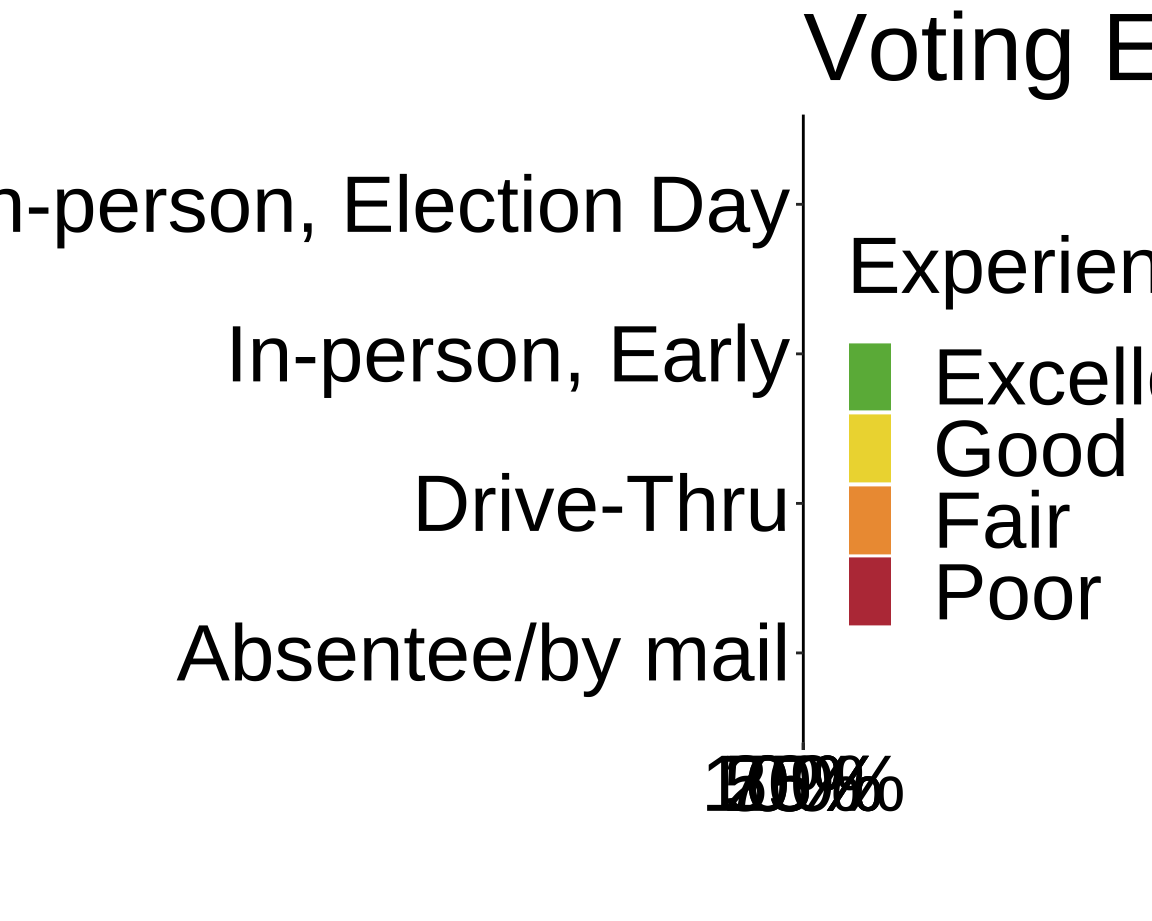 Voting E
n-person, Election Day
Experien
In-person, Early
Excelle
Good
Drive-Thru
Fair
Poor
Absentee/by mail